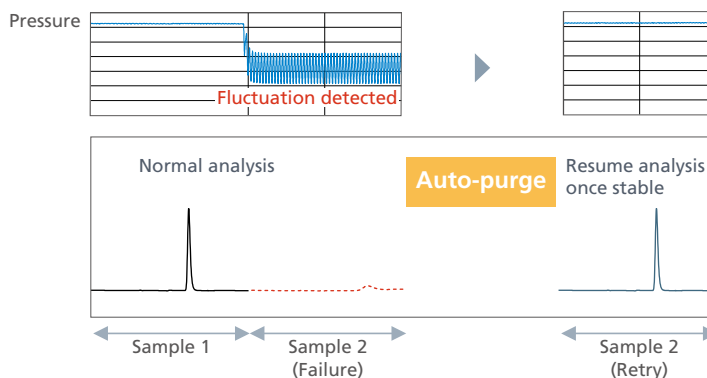 Pressure
Fluctuation detected
Normal analysis
Auto-purge
Resume analysis
once stable
Sample 1
Sample 2
(Failure)
Sample 2
(Retry)